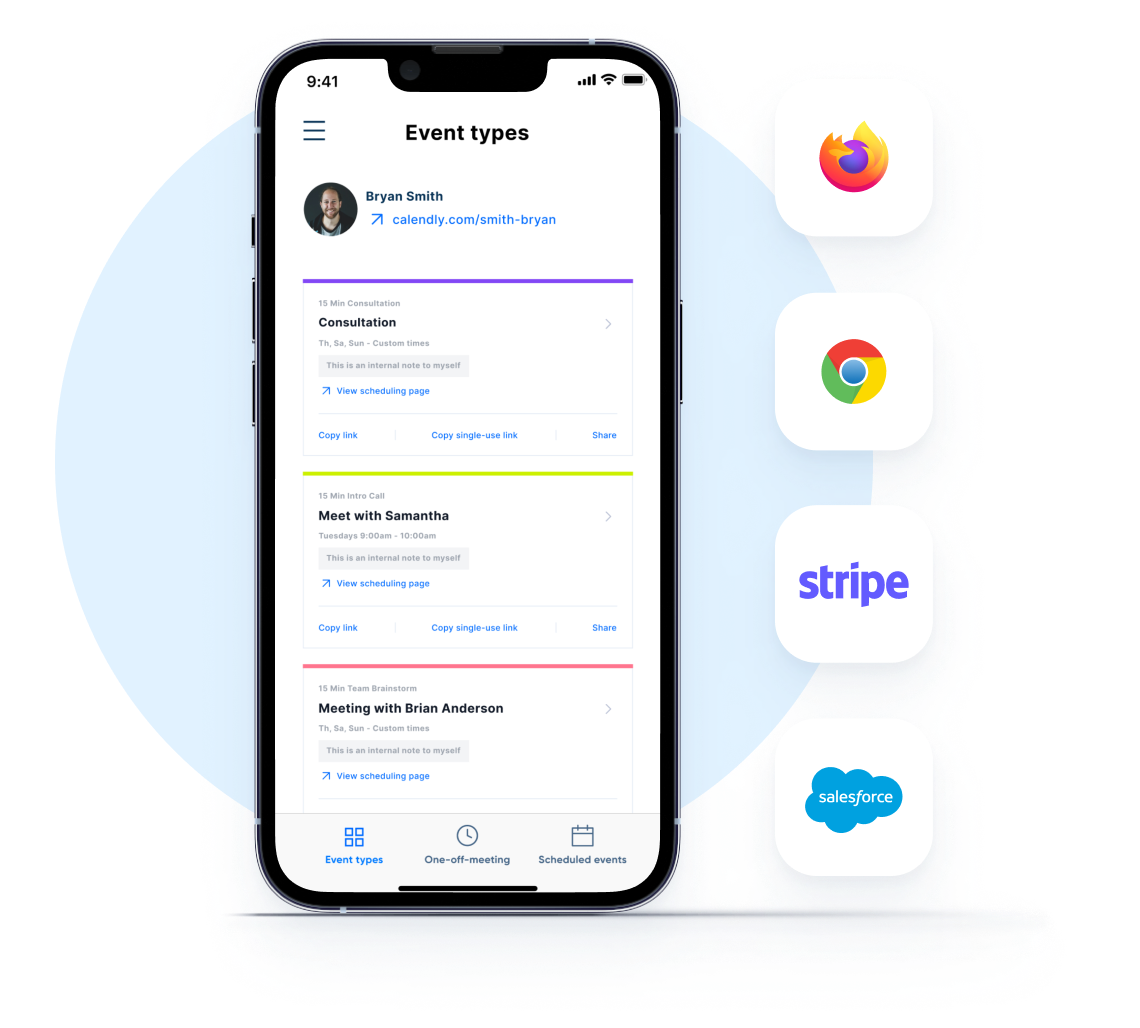 9:41
Event types
Bryan Smith
calendly.com/smith-bryan
15 Min Consultation
Consultation
Th, Sa, Sun - Custom times
This is an internal note to myself
View scheduling page
Copy link
Copy single-use link
Share
15 Min Intro Call
Meet with Samantha
Tuesdays 9:00am - 10:00am
This is an internal note to myself
View scheduling page
Copy link
Copy single-use link
Share
15 Min Team Brainstorm
Meeting with Brian Anderson
Th, Sa, Sun - Custom times
This is an internal note to myself
View scheduling page
Event types
One-off-meeting
Scheduled events
stripe
salesforce